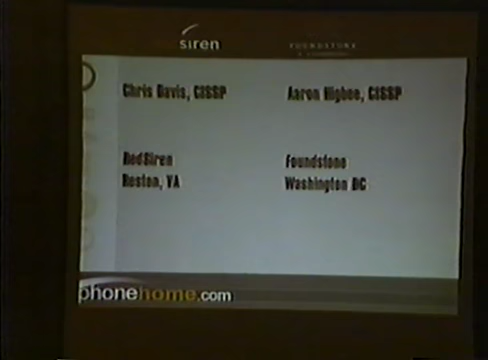 siren
FOUNDSTONE
Chris Davis, CISSP
Aaron Higbee, CISSP
RedSiren
Reston, VA
Foundstone
Washington DC
phonehome.com